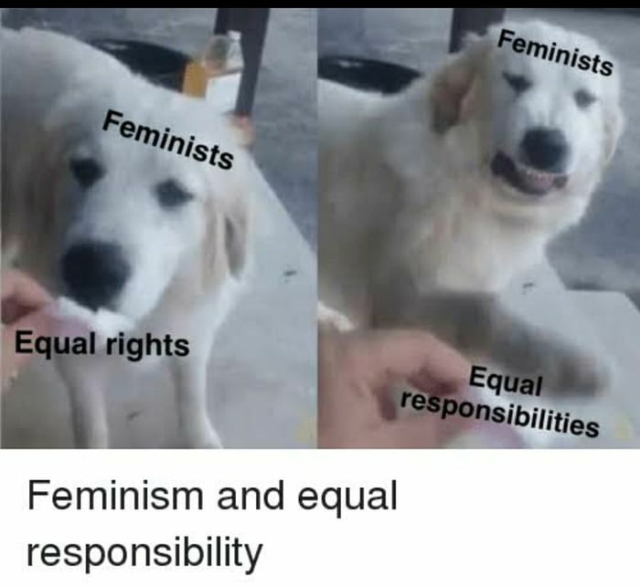 Feminists
Equal rights
Feminists
Equal
responsibilities
Feminism and equal
responsibility